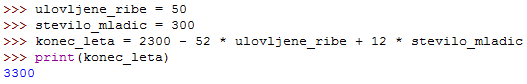 >>> ulovljene_ribe = 50
>>> stevilo_mladic = 300
>>> konec_leta = 2300 - 52 * ulovljene_ribe + 12 * stevilo_mladic
>>> print(konec_leta)
3300